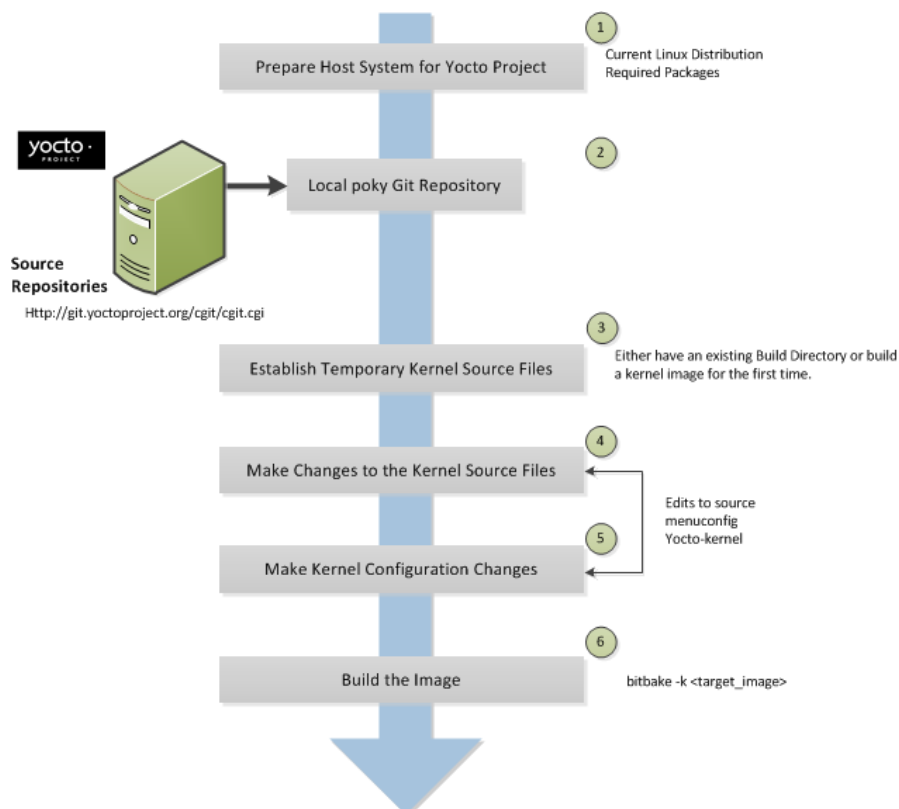 1
Prepare Host System for Yocto Project
Current Linux Distribution
Required Packages
yocto ·
PROJECT
2
Local poky Git Repository
Source
Repositories
Http://git.yoctoproject.org/cgit/cgit.cgi
3
Establish Temporary Kernel Source Files
Either have an existing Build Directory or build
a kernel image for the first time.
4
Make Changes to the Kernel Source Files
Edits to source
menuconfig
Yocto-kernel
5
Make Kernel Configuration Changes
6
Build the Image
bitbake -k <target_image>